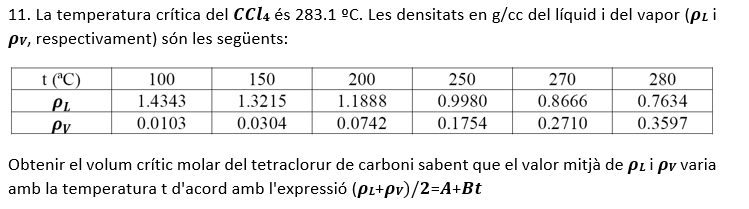 11. La temperatura crítica del CCl₄ és 283.1 ºC. Les densitats en g/cc del líquid i del vapor (ρL i
ρV, respectivament) són les següents:
t (ºC) 100 150 200 250 270 280
ρL 1.4343 1.3215 1.1888 0.9980 0.8666 0.7634
ρV 0.0103 0.0304 0.0742 0.1754 0.2710 0.3597
Obtenir el volum crític molar del tetraclorur de carboni sabent que el valor mitjà de ρL i ρV varia
amb la temperatura t d'acord amb l'expressió (ρL+ρV)/2=A+Bt